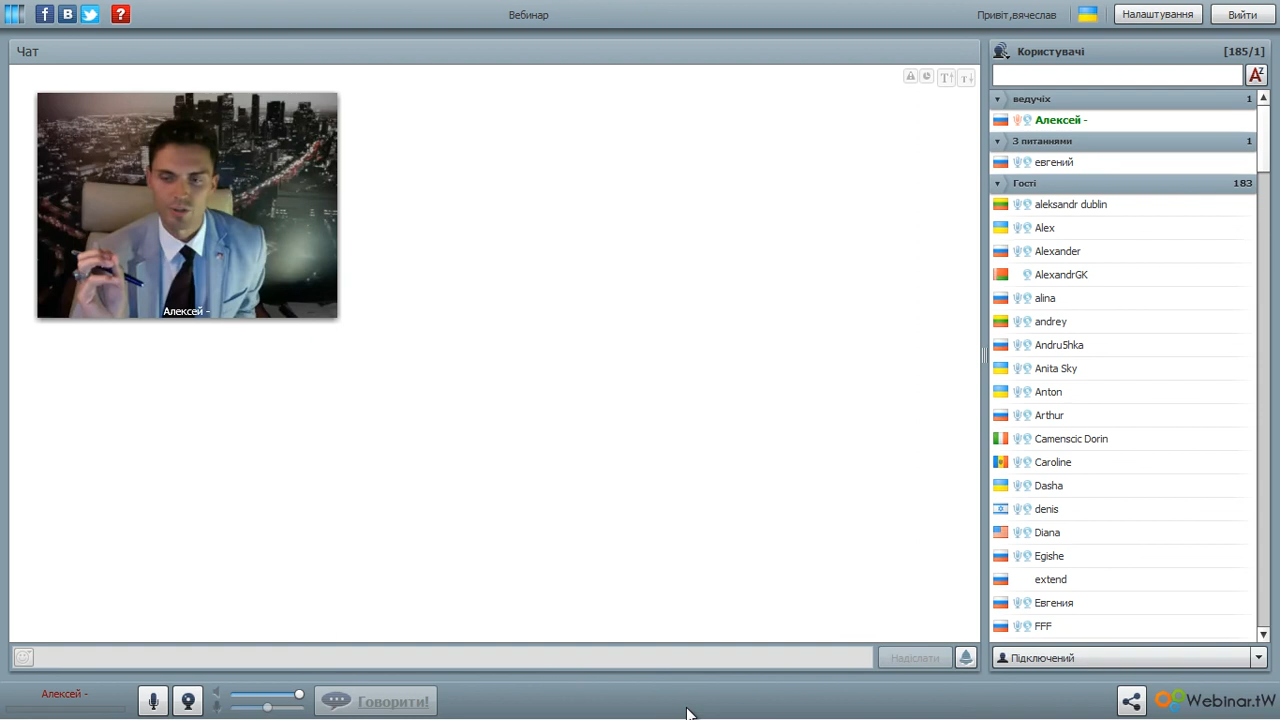 f
B
?
Вебинар
Привіт,вячеслав
Налаштування
Вийти
Чат
T↑ T↓
Алексей -
Користувачі [185/1]
AZ
ведучіх 1
Алексей -
З питаннями 1
евгений
Гості 183
aleksandr dublin
Alex
Alexander
AlexandrGK
alina
andrey
Andru5hka
Anita Sky
Anton
Arthur
Camenscic Dorin
Caroline
Dasha
denis
Diana
Egishe
extend
Евгения
FFF
Надіслати
Підключений
Алексей -
Говорити!
Webinar.tW